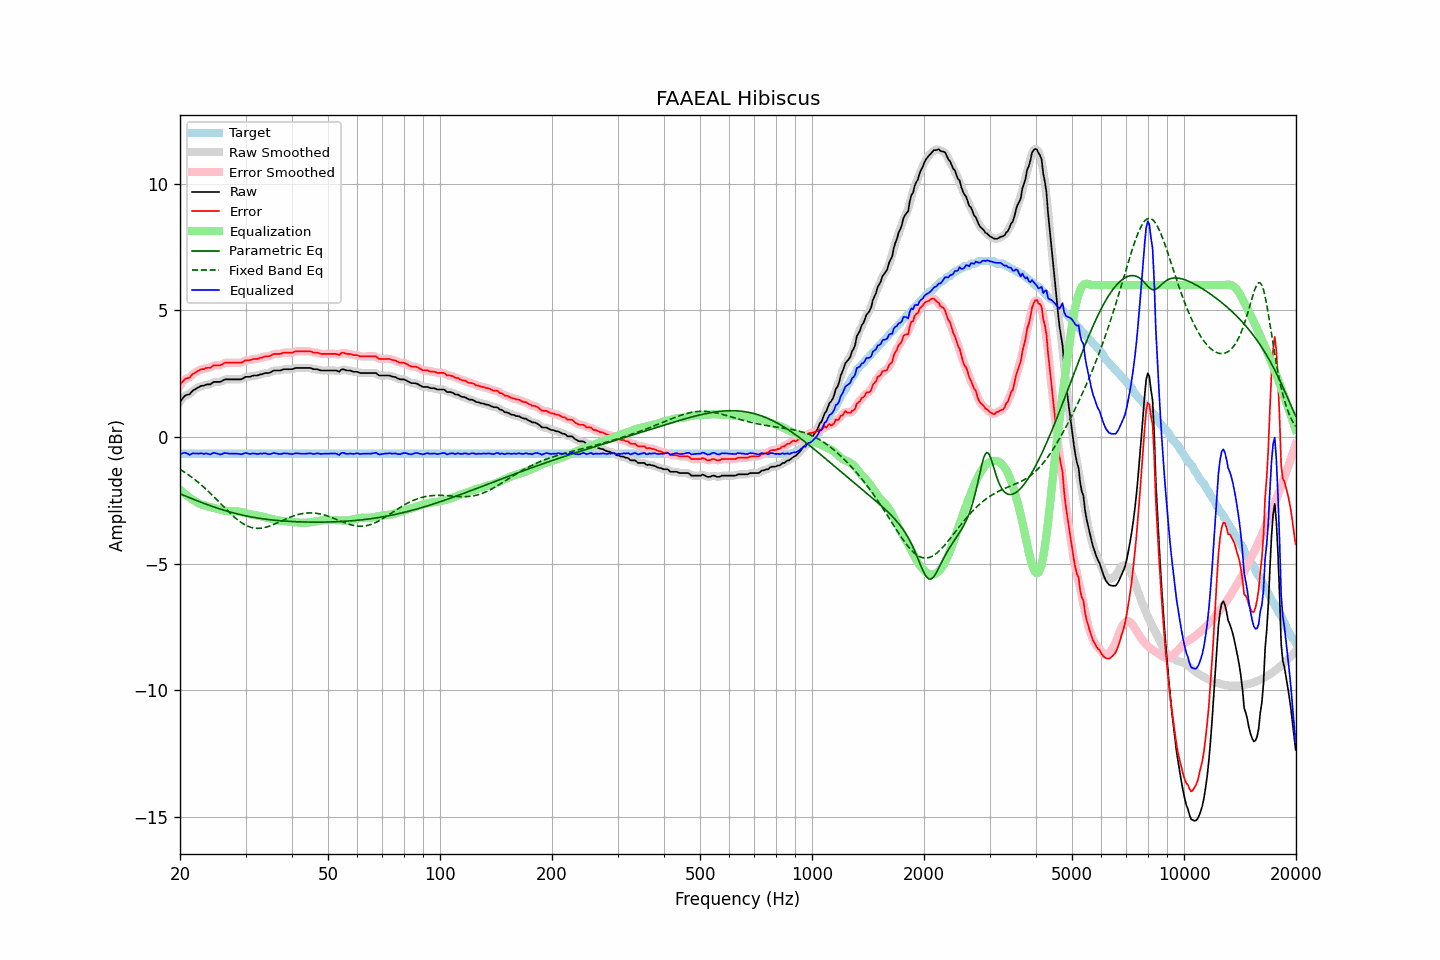 FAAEAL Hibiscus
Target
Raw Smoothed
Error Smoothed
Raw
Error
Equalization
Parametric Eq
Fixed Band Eq
Equalized
Amplitude (dBr)
10
5
0
−5
−10
−15
20 50 100 200 500 1000 2000 5000 10000 20000
Frequency (Hz)